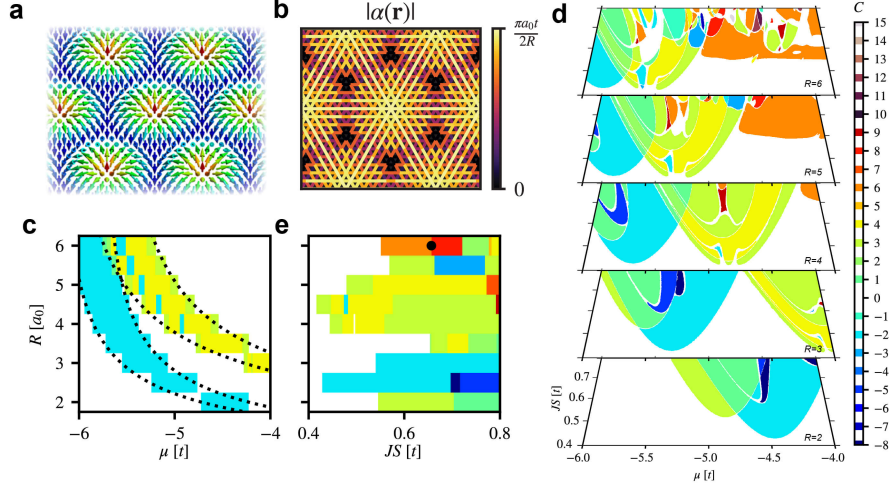 a
b
|α(r)|
πa₀t
2R
0
c
R [a₀]
6
5
4
3
2
−6
−5
−4
μ [t]
e
0.4
0.6
0.8
JS [t]
d
R=6
R=5
R=4
R=3
R=2
JS [t]
0.7
0.6
0.5
0.4
−6.0
−5.5
−5.0
−4.5
−4.0
μ [t]
C
15
14
13
12
11
10
9
8
7
6
5
4
3
2
1
0
−1
−2
−3
−4
−5
−6
−7
−8